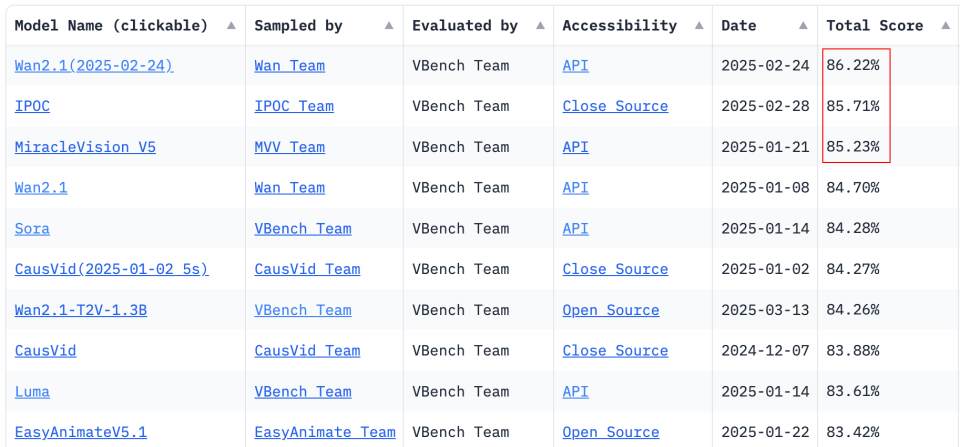 Model Name (clickable) ▲ Sampled by ▲ Evaluated by ▲ Accessibility ▲ Date ▲ Total Score ▲
Wan2.1(2025-02-24) Wan Team VBench Team API 2025-02-24 86.22%
IPOC IPOC Team VBench Team Close Source 2025-02-28 85.71%
MiracleVision V5 MVV Team VBench Team API 2025-01-21 85.23%
Wan2.1 Wan Team VBench Team API 2025-01-08 84.70%
Sora VBench Team VBench Team API 2025-01-14 84.28%
CausVid(2025-01-02 5s) CausVid Team VBench Team Close Source 2025-01-02 84.27%
Wan2.1-T2V-1.3B VBench Team VBench Team Open Source 2025-03-13 84.26%
CausVid CausVid Team VBench Team Close Source 2024-12-07 83.88%
Luma VBench Team VBench Team API 2025-01-14 83.61%
EasyAnimateV5.1 EasyAnimate Team VBench Team Open Source 2025-01-22 83.42%